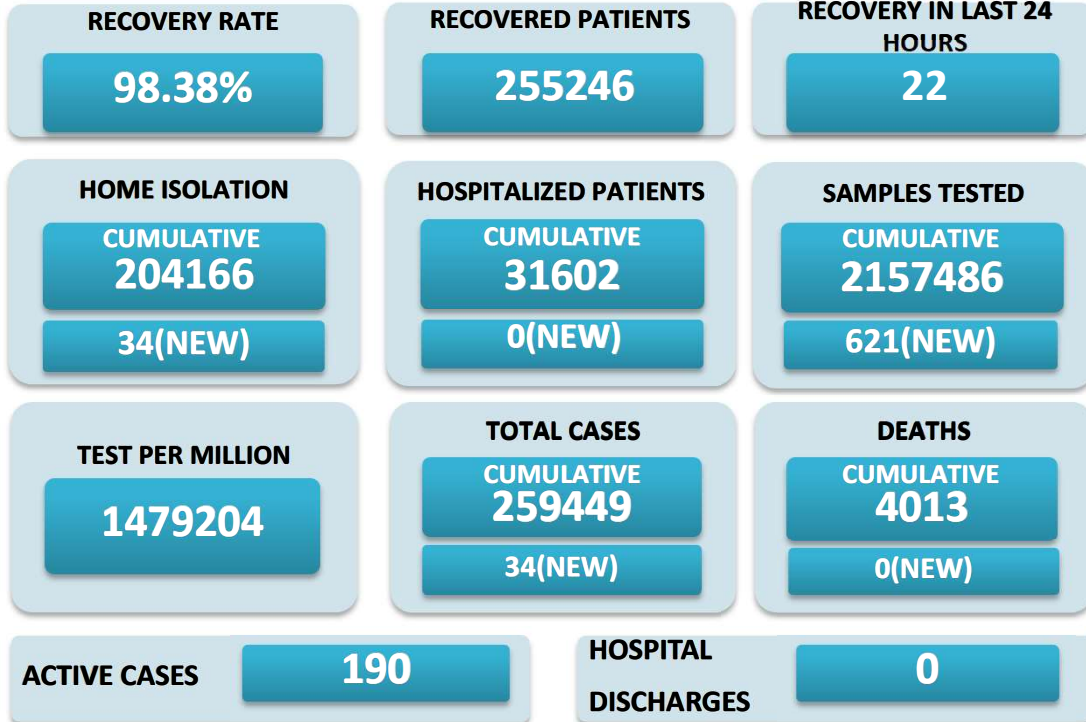 RECOVERY RATE
98.38%
RECOVERED PATIENTS
255246
RECOVERY IN LAST 24
HOURS
22
HOME ISOLATION
CUMULATIVE
204166
34(NEW)
HOSPITALIZED PATIENTS
CUMULATIVE
31602
0(NEW)
SAMPLES TESTED
CUMULATIVE
2157486
621(NEW)
TEST PER MILLION
1479204
TOTAL CASES
CUMULATIVE
259449
34(NEW)
DEATHS
CUMULATIVE
4013
0(NEW)
ACTIVE CASES
190
HOSPITAL
DISCHARGES
0